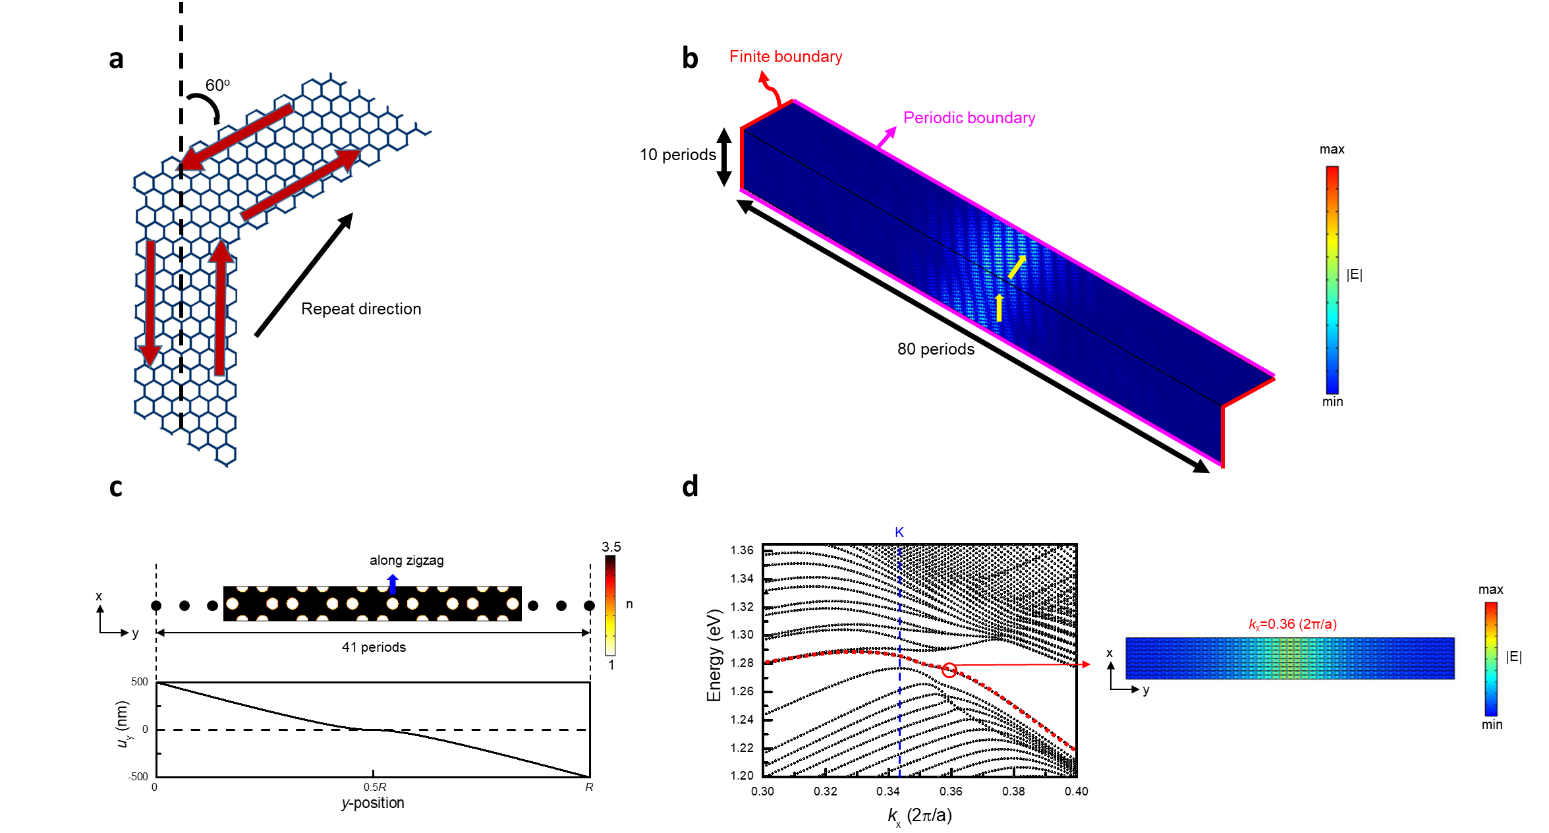 a
60°
Repeat direction
b
Finite boundary
Periodic boundary
10 periods
80 periods
max
|E|
min
c
along zigzag
x
y
41 periods
3.5
n
1
500
0
-500
u_y (nm)
0
0.5R
R
y-position
d
K
1.36
1.34
1.32
1.30
1.28
1.26
1.24
1.22
1.20
Energy (eV)
0.30
0.32
0.34
0.36
0.38
0.40
k_x (2π/a)
k_x=0.36 (2π/a)
x
y
max
|E|
min